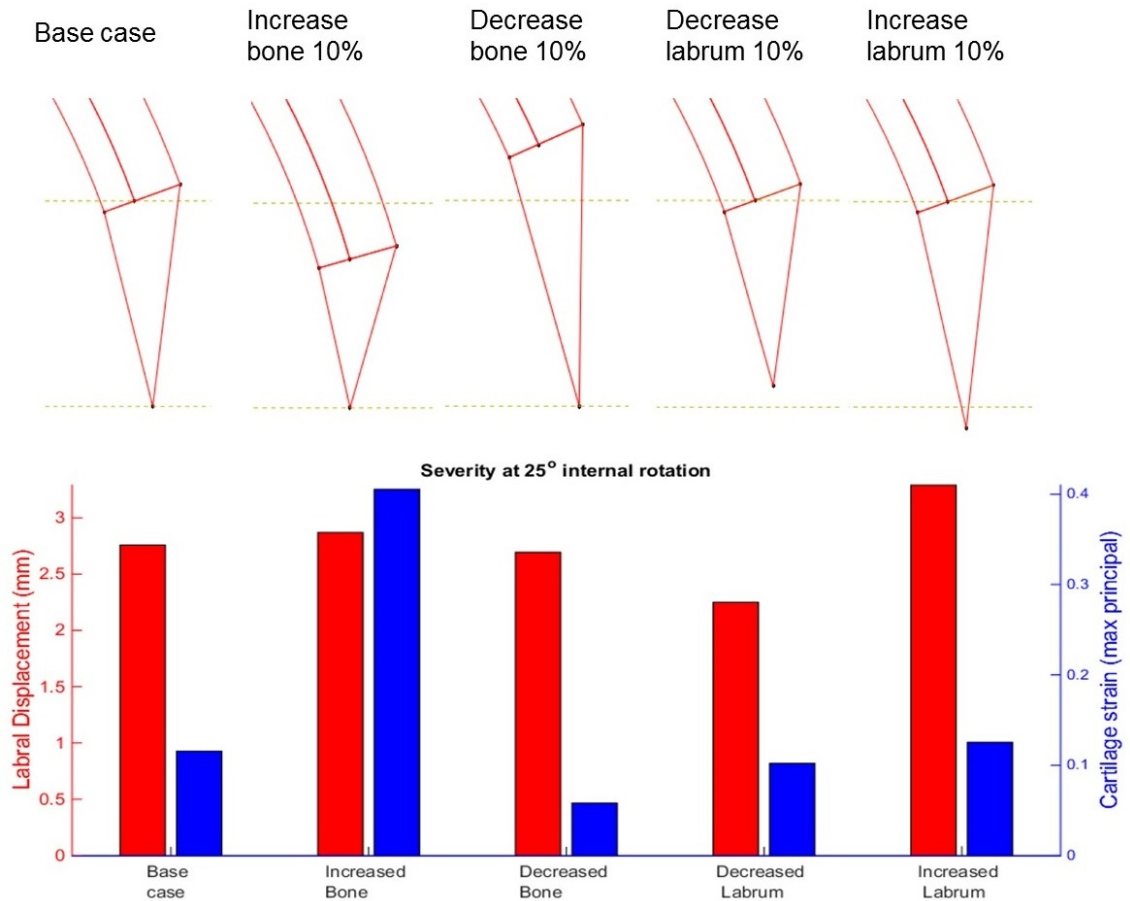 Base case
Increase
bone 10%
Decrease
bone 10%
Decrease
labrum 10%
Increase
labrum 10%
Severity at 25° internal rotation
Labral Displacement (mm)
3
2.5
2
1.5
1
0.5
0
Cartilage strain (max principal)
0.4
0.3
0.2
0.1
0
Base
case
Increased
Bone
Decreased
Bone
Decreased
Labrum
Increased
Labrum